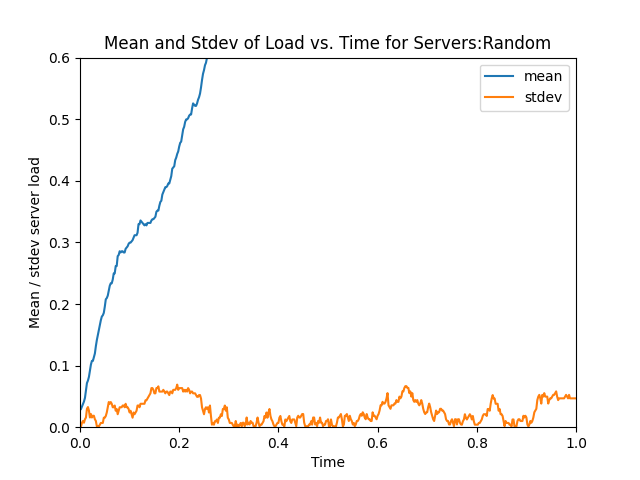 Mean and Stdev of Load vs. Time for Servers:Random
mean
stdev
Mean / stdev server load
0.6
0.5
0.4
0.3
0.2
0.1
0.0
0.0 0.2 0.4 0.6 0.8 1.0
Time